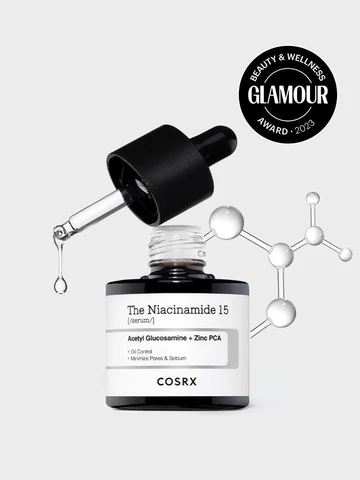 BEAUTY & WELLNESS
GLAMOUR
AWARD · 2023
The Niacinamide 15
[/serum/]
Acetyl Glucosamine + Zinc PCA
• Oil Control
• Minimize Pores & Sebum
COSRX